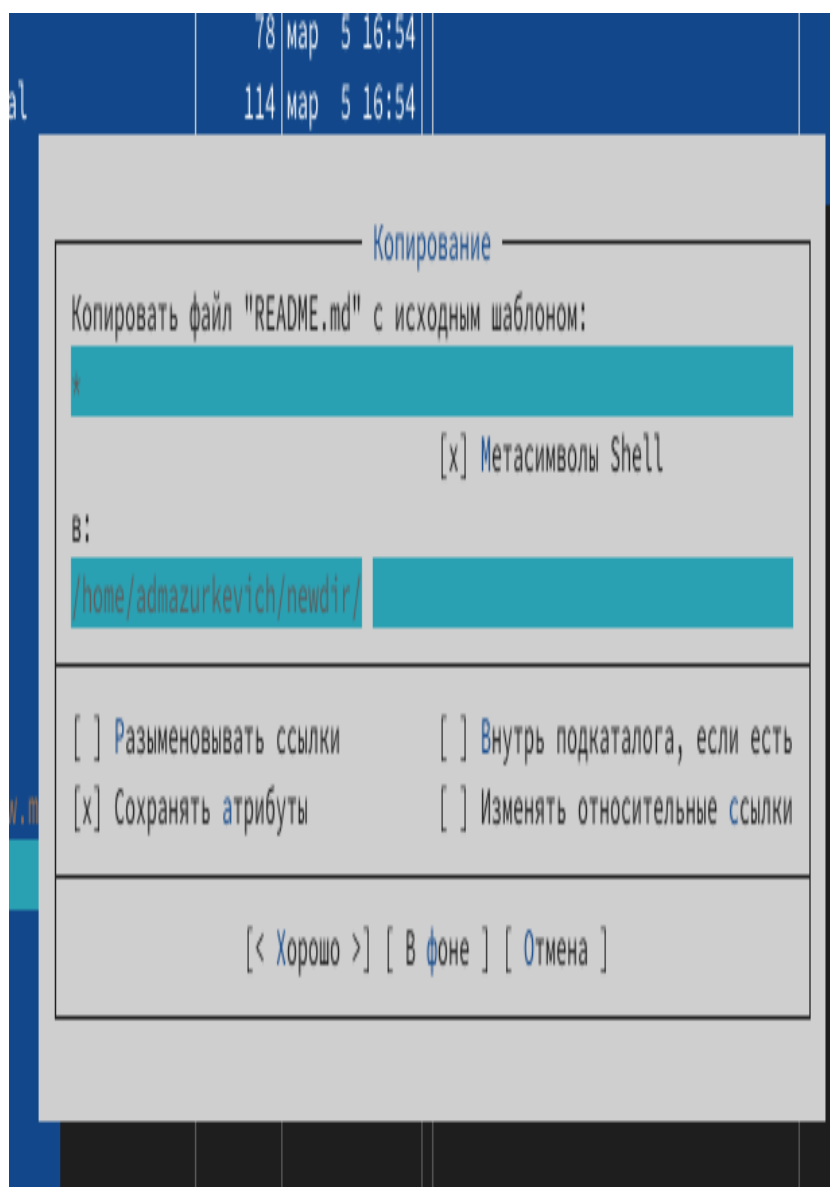 78 мар 5 16:54
al 114 мар 5 16:54
Копирование
Копировать файл "README.md" с исходным шаблоном:
*
[x] Метасимволы Shell
в:
/home/admazurkevich/newdir/
[ ] Разыменовывать ссылки [ ] Внутрь подкаталога, если есть
[x] Сохранять атрибуты [ ] Изменять относительные ссылки
w.m
[< Хорошо >] [ В фоне ] [ Отмена ]